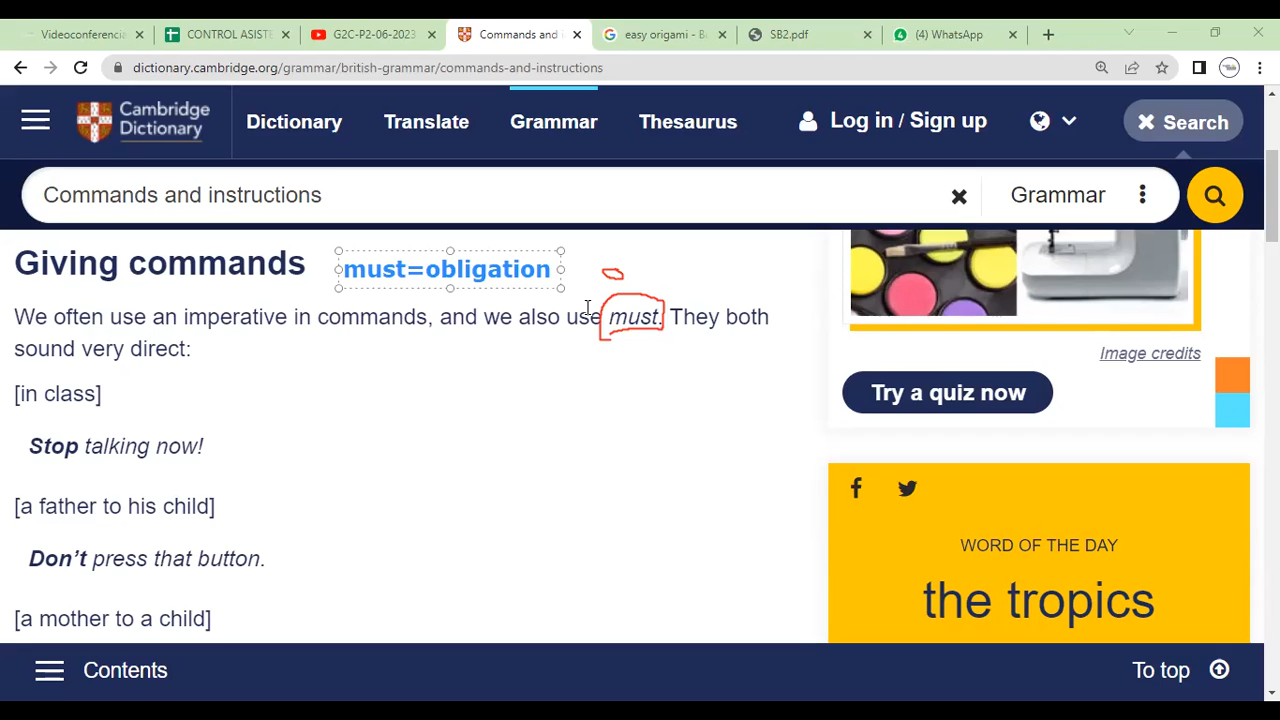 Videoconferencia
CONTROL ASISTE
G2C-P2-06-2023
Commands and i
easy origami - Bu
SB2.pdf
(4) WhatsApp
dictionary.cambridge.org/grammar/british-grammar/commands-and-instructions
Cambridge
Dictionary
Dictionary
Translate
Grammar
Thesaurus
Log in / Sign up
Search
Commands and instructions
Grammar
Giving commands
must=obligation
We often use an imperative in commands, and we also use must. They both
sound very direct:
[in class]
Stop talking now!
[a father to his child]
Don’t press that button.
[a mother to a child]
Image credits
Try a quiz now
WORD OF THE DAY
the tropics
Contents
To top